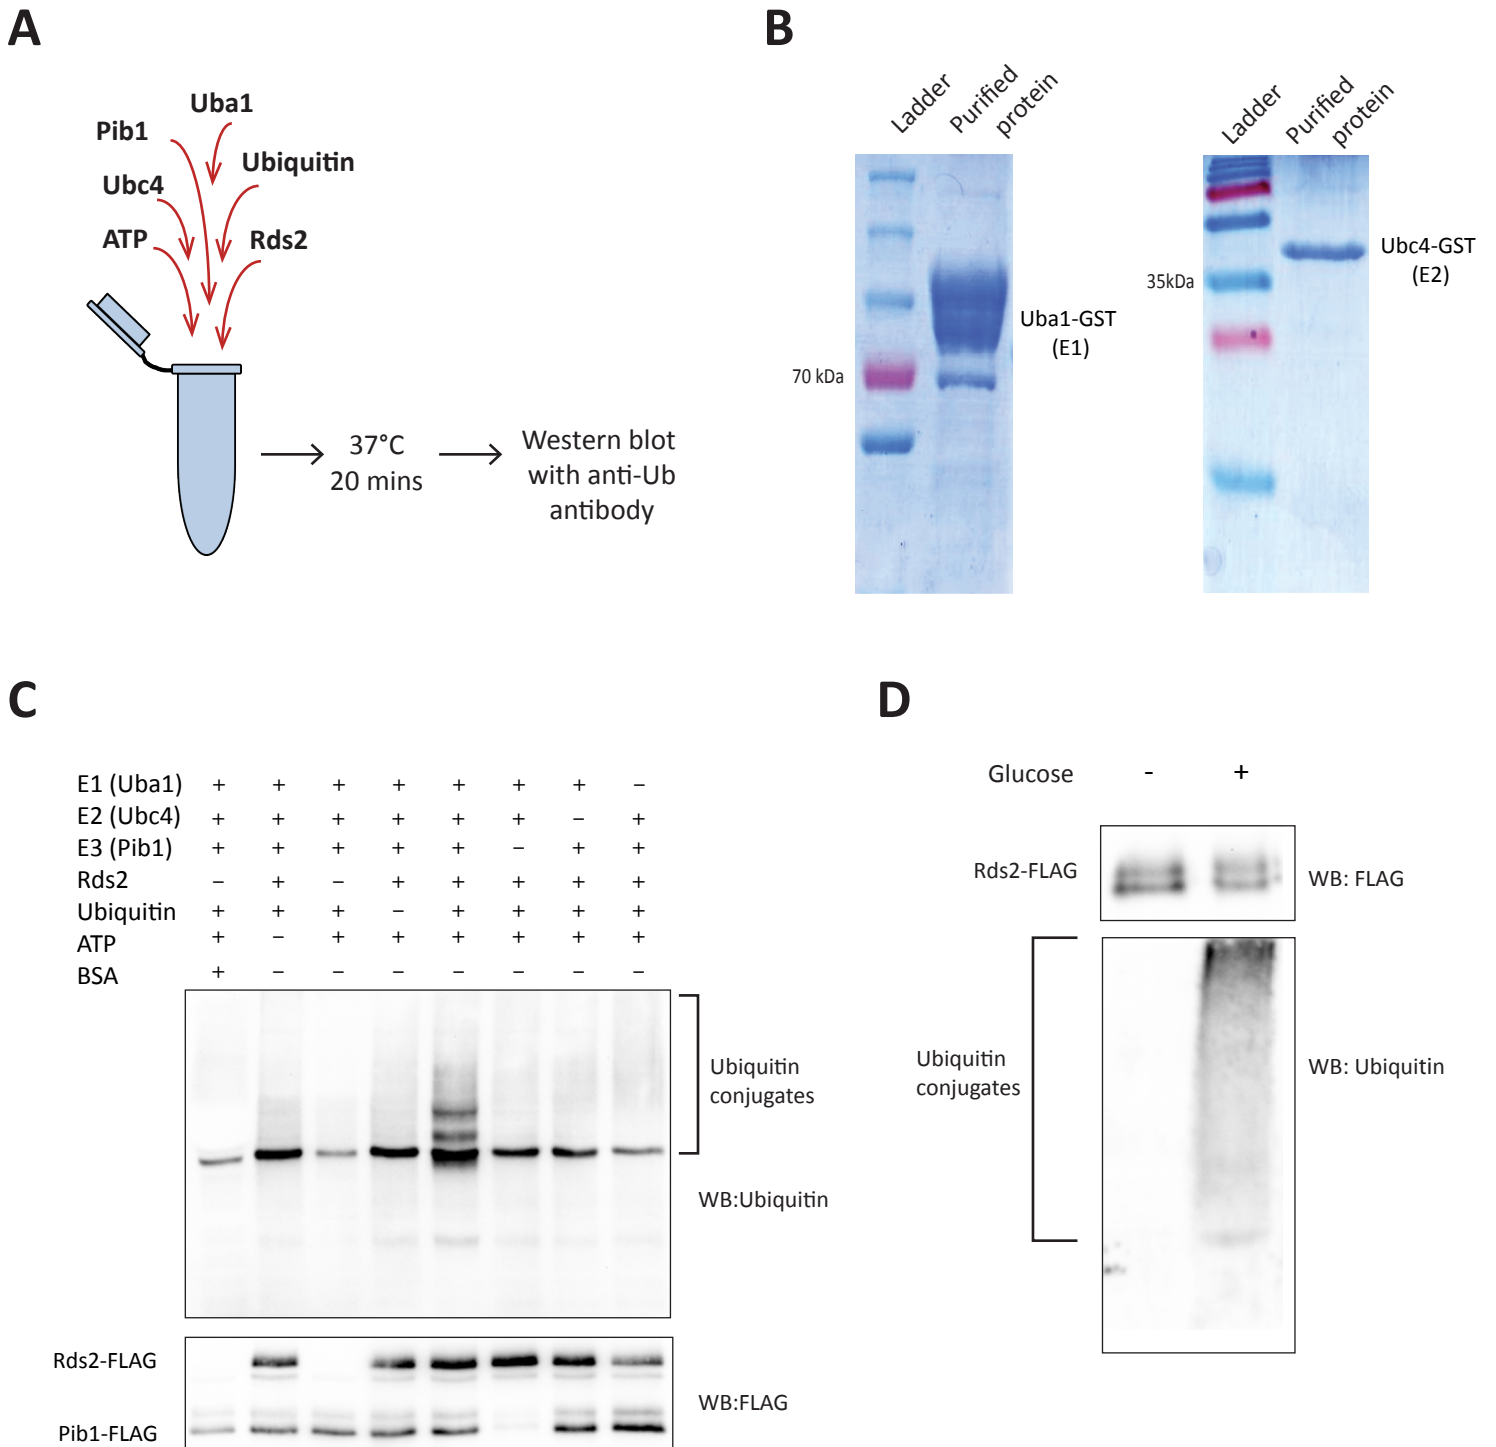 A
Uba1
Pib1
Ubiquitin
Ubc4
ATP
Rds2
37°C
20 mins
Western blot
with anti-Ub
antibody
B
Ladder
Purified
protein
70 kDa
Uba1-GST
(E1)
Ladder
Purified
protein
35kDa
Ubc4-GST
(E2)
C
E1 (Uba1) + + + + + + + –
E2 (Ubc4) + + + + + + – +
E3 (Pib1) + + + + + – + +
Rds2 – + – + + + + +
Ubiquitin + + + – + + + +
ATP + – + + + + + +
BSA + – – – – – – –
Ubiquitin
conjugates
WB:Ubiquitin
Rds2-FLAG
Pib1-FLAG
WB:FLAG
D
Glucose - +
Rds2-FLAG
WB: FLAG
Ubiquitin
conjugates
WB: Ubiquitin